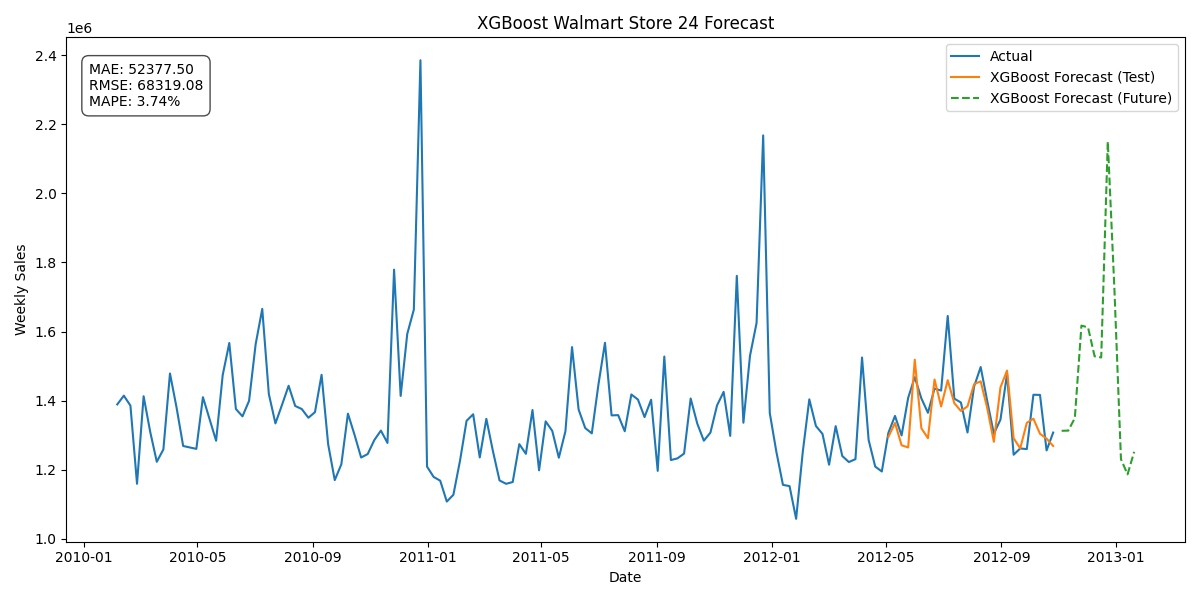 XGBoost Walmart Store 24 Forecast
1e6
2.4
2.2
2.0
1.8
1.6
1.4
1.2
1.0
Weekly Sales
MAE: 52377.50
RMSE: 68319.08
MAPE: 3.74%
Actual
XGBoost Forecast (Test)
XGBoost Forecast (Future)
2010-01
2010-05
2010-09
2011-01
2011-05
2011-09
2012-01
2012-05
2012-09
2013-01
Date